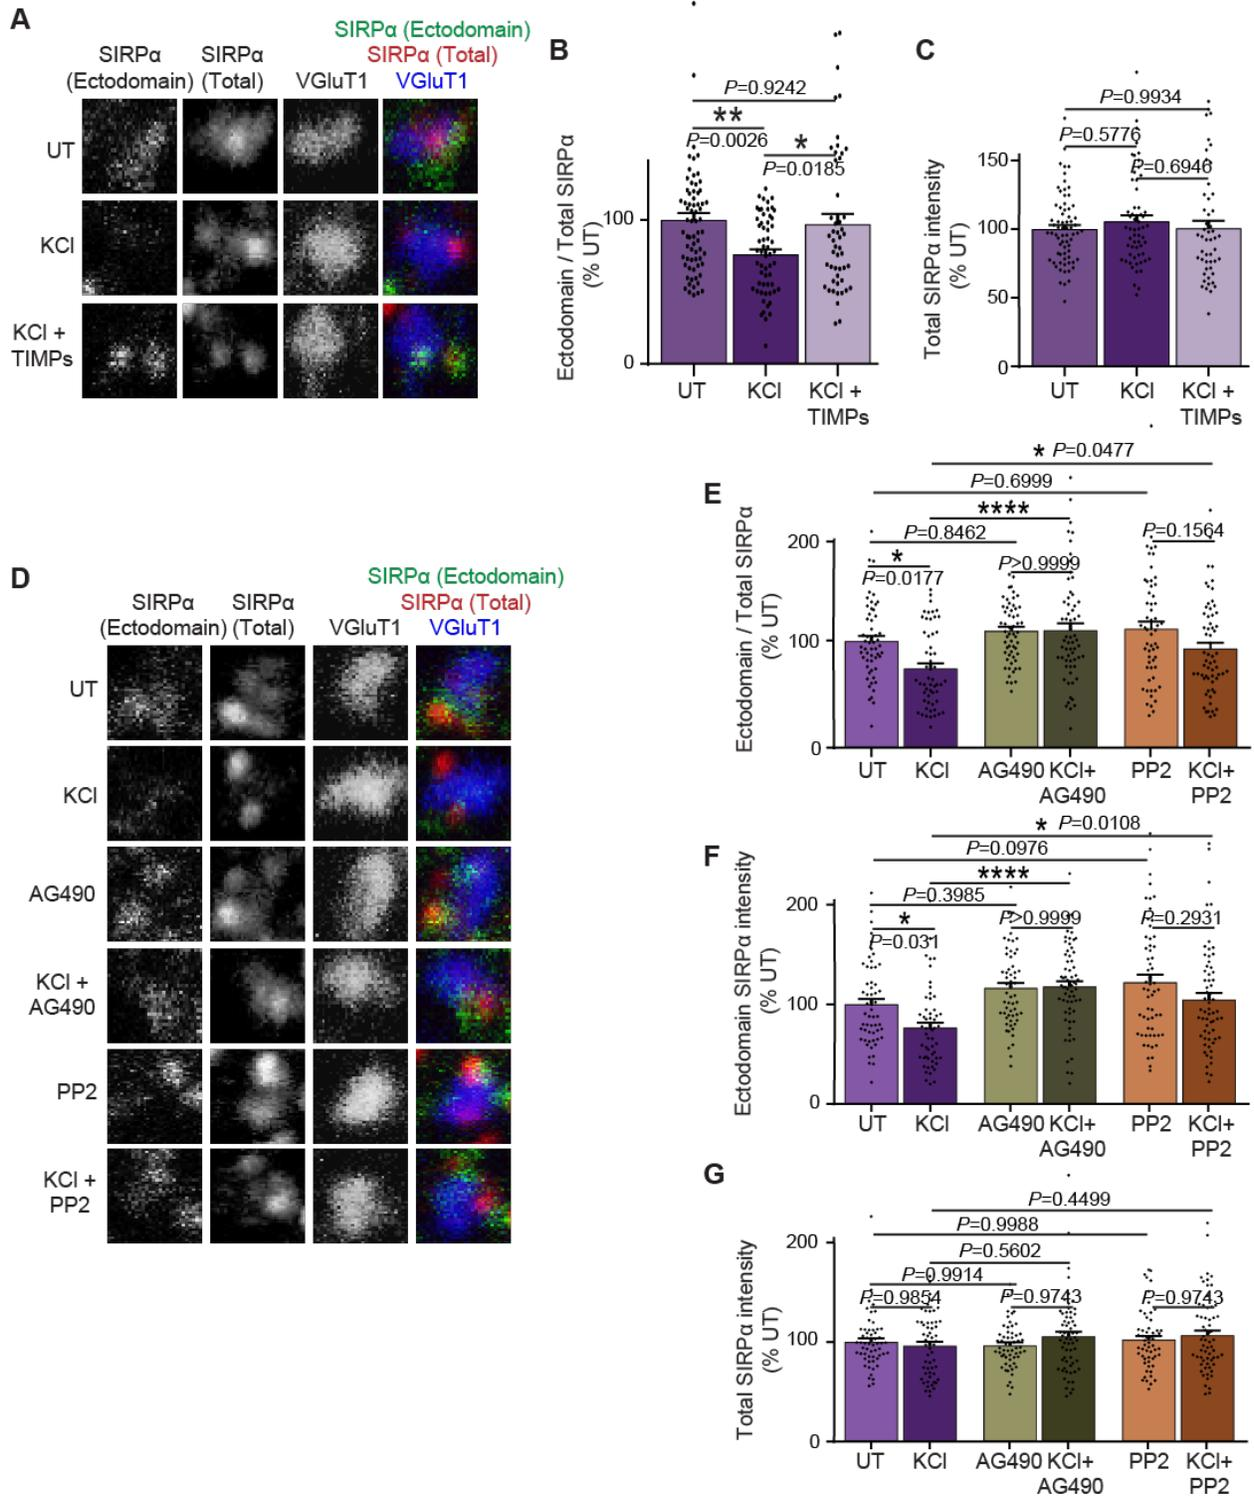 A
SIRPα (Ectodomain)
SIRPα SIRPα SIRPα (Total)
(Ectodomain) (Total) VGluT1 VGluT1
UT
KCl
KCl +
TIMPs
B
Ectodomain / Total SIRPα
(% UT)
P=0.9242
**
P=0.0026
*
P=0.0185
100
0
UT KCl KCl +
TIMPs
C
Total SIRPα intensity
(% UT)
P=0.9934
P=0.5776
P=0.6946
150
100
50
0
UT KCl KCl +
TIMPs
D
SIRPα (Ectodomain)
SIRPα SIRPα SIRPα (Total)
(Ectodomain) (Total) VGluT1 VGluT1
UT
KCl
AG490
KCl +
AG490
PP2
KCl +
PP2
E
Ectodomain / Total SIRPα
(% UT)
* P=0.0477
P=0.6999
****
P=0.8462
P=0.1564
*
P>0.9999
P=0.0177
200
100
0
UT KCl AG490 KCl+ PP2 KCl+
AG490 PP2
F
Ectodomain SIRPα intensity
(% UT)
* P=0.0108
P=0.0976
****
P=0.3985
*
P>0.9999
P=0.2931
P=0.031
200
100
0
UT KCl AG490 KCl+ PP2 KCl+
AG490 PP2
G
Total SIRPα intensity
(% UT)
P=0.4499
P=0.9988
P=0.5602
P=0.9914
P=0.9854
P=0.9743
P=0.9743
200
100
0
UT KCl AG490 KCl+ PP2 KCl+
AG490 PP2